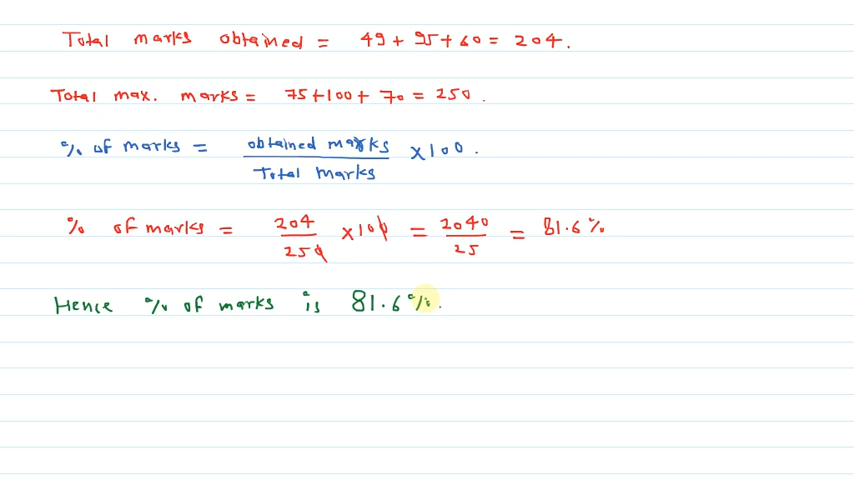 Total marks obtained = 49 + 95 + 60 = 204.
Total max. marks = 75+100+ 70 = 250.
% of marks = obtained marks / Total marks ×100.
% of marks = 204/250 ×100 = 2040/25 = 81.6%
Hence % of marks is 81.6%.